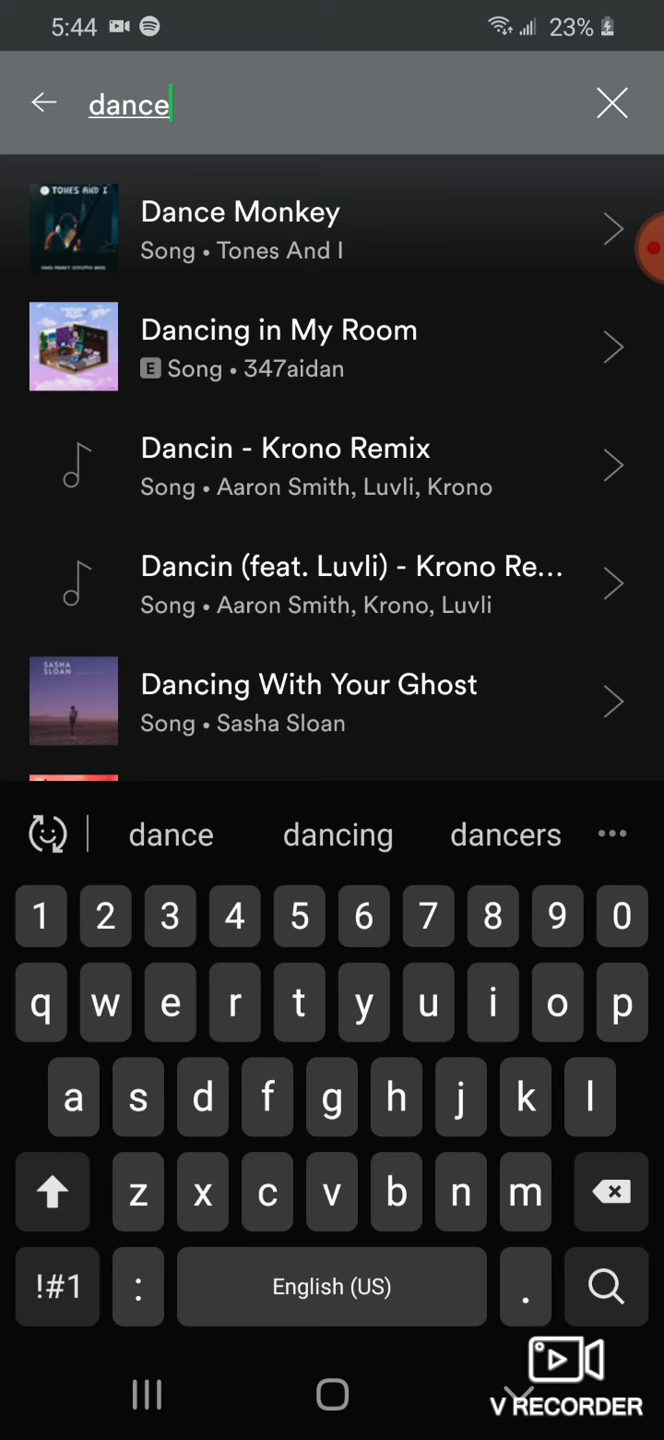 5:44 23%
dance
TONES AND I
Dance Monkey
Song • Tones And I
Dancing in My Room
E Song • 347aidan
Dancin - Krono Remix
Song • Aaron Smith, Luvli, Krono
Dancin (feat. Luvli) - Krono Re...
Song • Aaron Smith, Krono, Luvli
SASHA
SLOAN
Dancing With Your Ghost
Song • Sasha Sloan
dance dancing dancers •••
1 2 3 4 5 6 7 8 9 0
q w e r t y u i o p
a s d f g h j k l
z x c v b n m
!#1 : English (US) .
V RECORDER